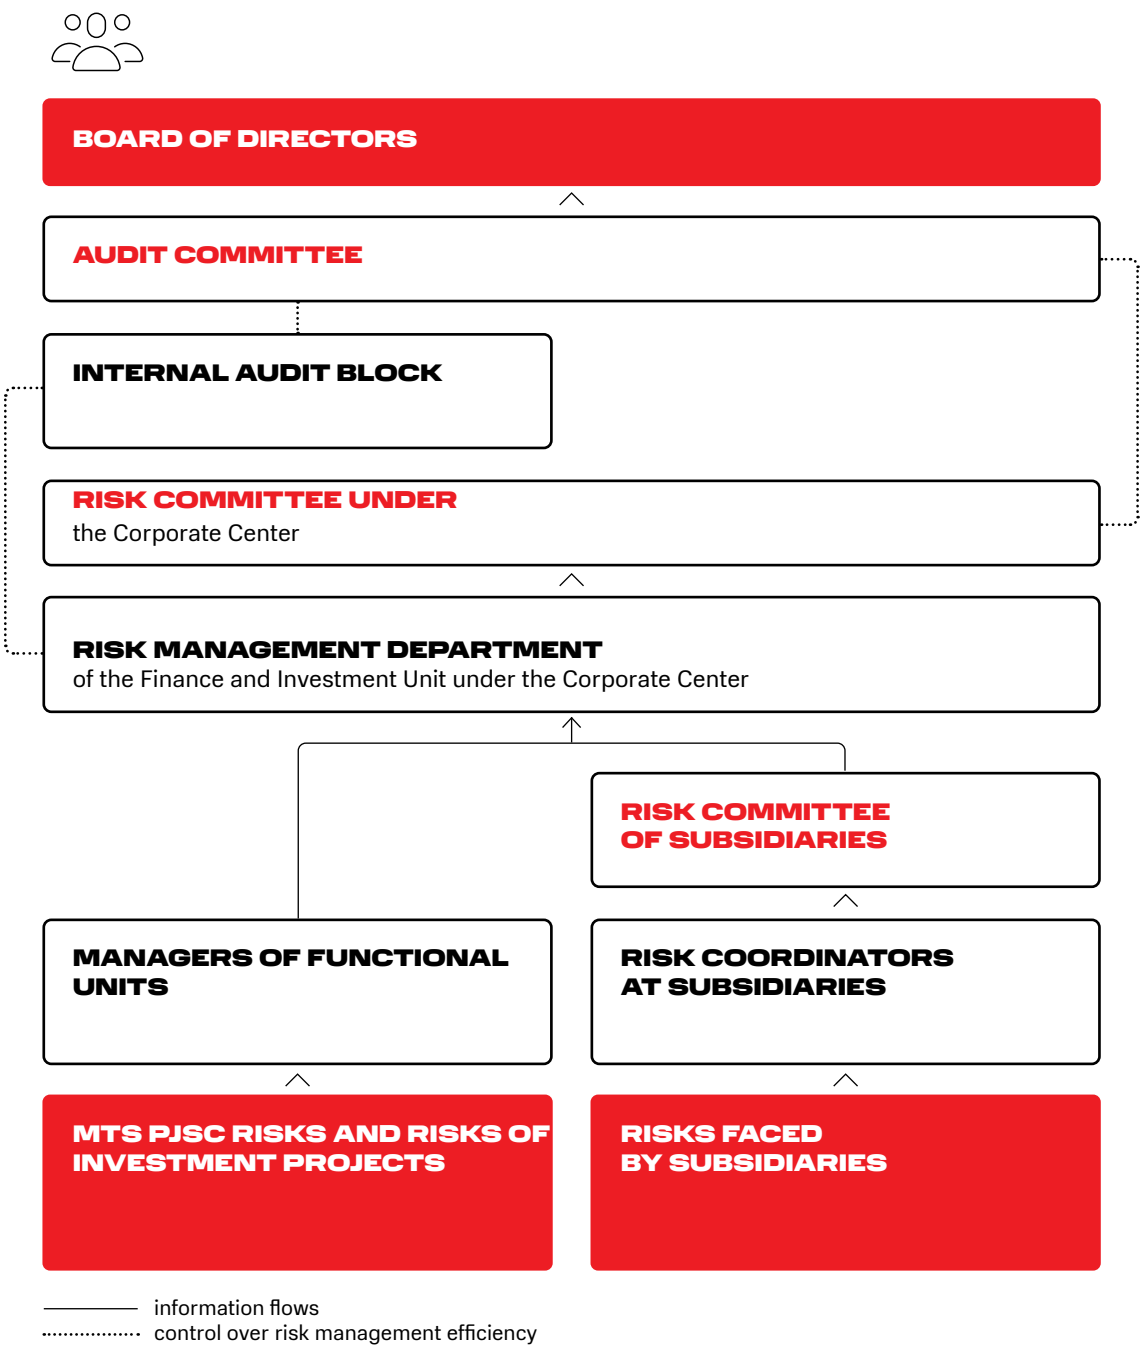 BOARD OF DIRECTORS
AUDIT COMMITTEE
INTERNAL AUDIT BLOCK
RISK COMMITTEE UNDER
the Corporate Center
RISK MANAGEMENT DEPARTMENT
of the Finance and Investment Unit under the Corporate Center
RISK COMMITTEE
OF SUBSIDIARIES
MANAGERS OF FUNCTIONAL
UNITS
RISK COORDINATORS
AT SUBSIDIARIES
MTS PJSC RISKS AND RISKS OF
INVESTMENT PROJECTS
RISKS FACED
BY SUBSIDIARIES
information flows
control over risk management efficiency